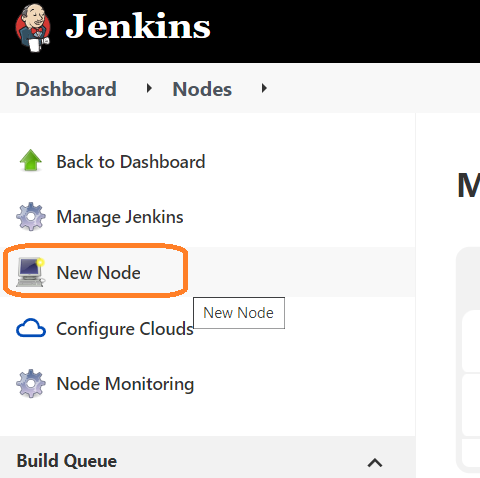 Jenkins
Dashboard Nodes
Back to Dashboard
Manage Jenkins
New Node
New Node
Configure Clouds
Node Monitoring
Build Queue
M